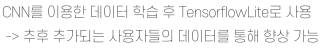 CNN를 이용한 데이터 학습 후 TensorflowLite로 사용
-> 추후 추가되는 사용자들의 데이터를 통해 향상 가능